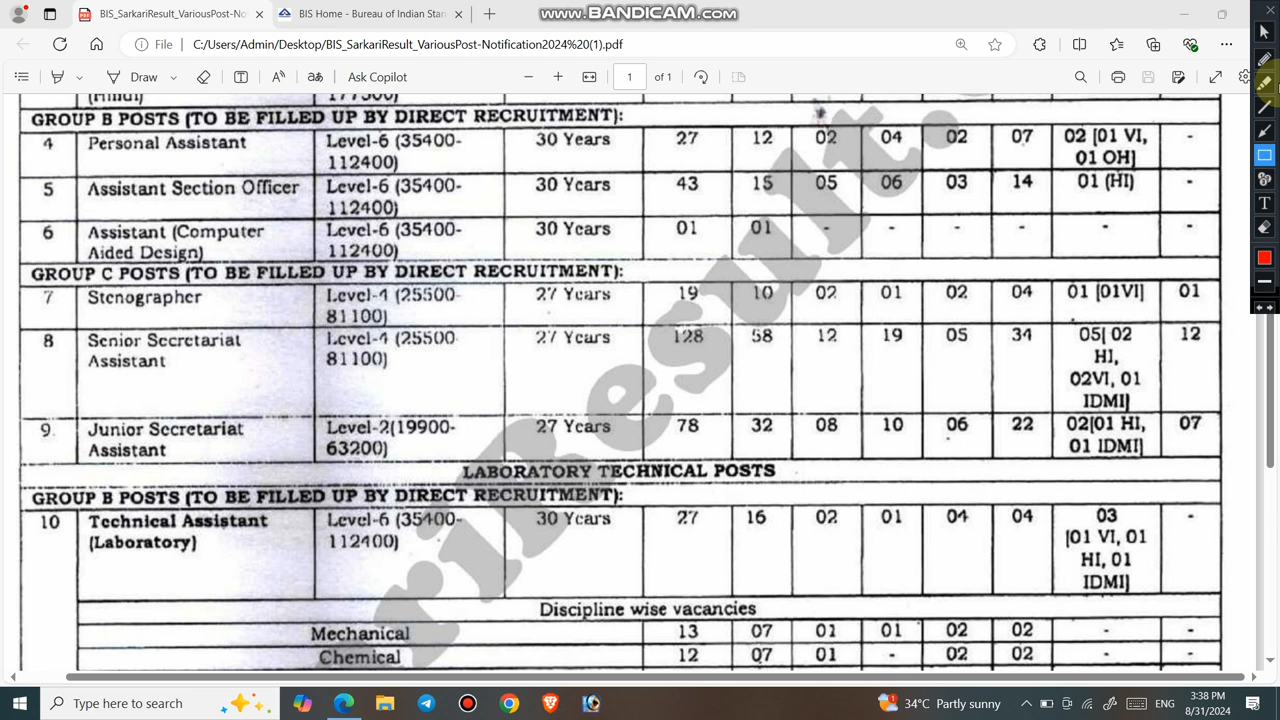 BIS_SarkariResult_VariousPost-Not
BIS Home - Bureau of Indian Stan
www.BANDICAM.com
File
C:/Users/Admin/Desktop/BIS_SarkariResult_VariousPost-Notification2024%20(1).pdf
Draw
Ask Copilot
1 of 1
(Hindi) 177500)
GROUP B POSTS (TO BE FILLED UP BY DIRECT RECRUITMENT):
4 Personal Assistant Level-6 (35400- 30 Years 27 12 02 04 02 07 02 [01 VI, -
112400) 01 OH]
5 Assistant Section Officer Level-6 (35400- 30 Years 43 15 05 06 03 14 01 (HI) -
112400)
6 Assistant (Computer Level-6 (35400- 30 Years 01 01 - - - - - -
Aided Design) 112400)
GROUP C POSTS (TO BE FILLED UP BY DIRECT RECRUITMENT):
7 Stenographer Level-4 (25500- 27 Years 19 10 02 01 02 04 01 [01VI] 01
81100)
8 Senior Secretariat Level-4 (25500- 27 Years 128 58 12 19 05 34 05[ 02 12
Assistant 81100) HI,
02VI, 01
IDMI]
9. Junior Secretariat Level-2(19900- 27 Years 78 32 08 10 06 22 02[01 HI, 07
Assistant 63200) 01 IDMI]
LABORATORY TECHNICAL POSTS
GROUP B POSTS (TO BE FILLED UP BY DIRECT RECRUITMENT):
10 Technical Assistant Level-6 (35400- 30 Years 27 16 02 01 04 04 03 -
(Laboratory) 112400) [01 VI, 01
HI, 01
IDMI]
Discipline wise vacancies
Mechanical 13 07 01 01 02 02 - -
Chemical 12 07 01 - 02 02 - -
riResult.
Type here to search
34°C Partly sunny
ENG
3:38 PM
8/31/2024